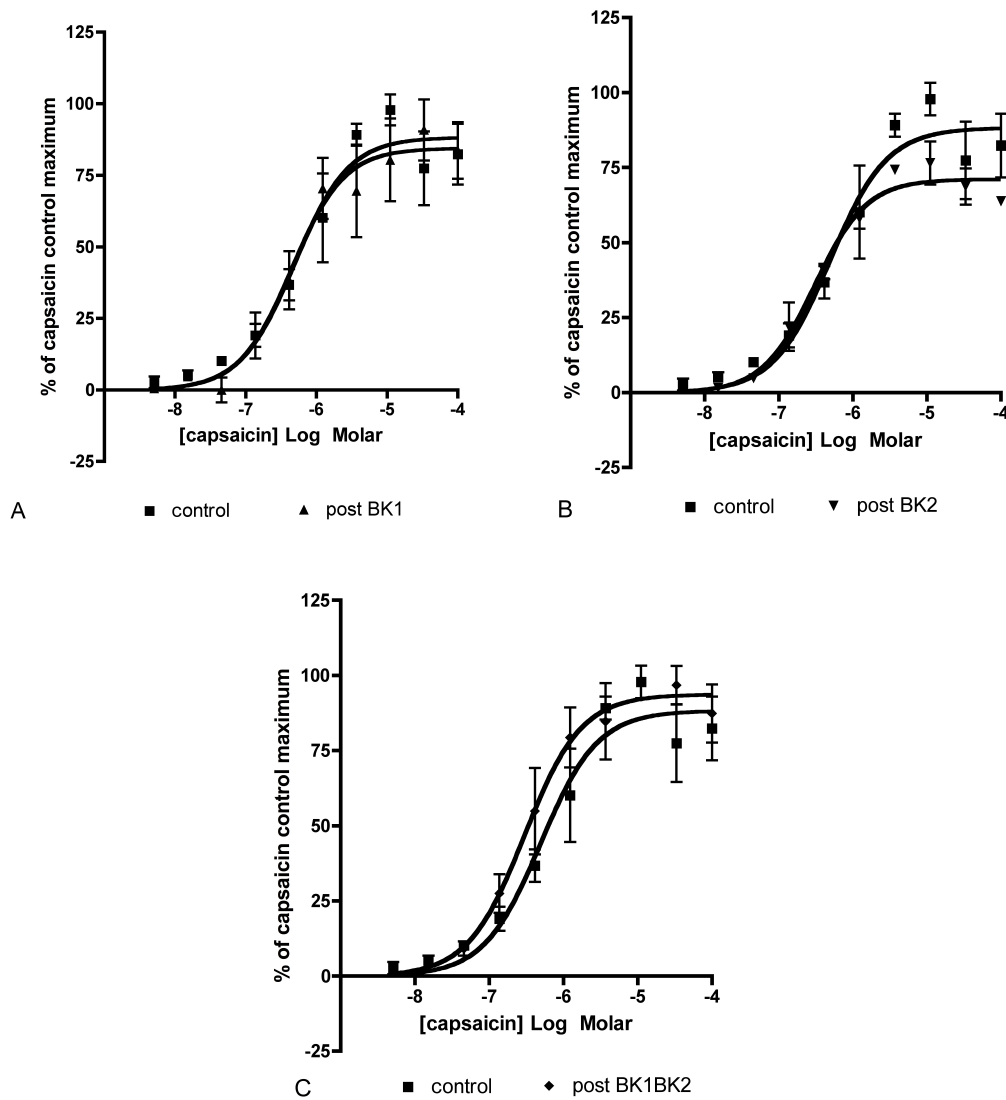 125
100
75
50
25
0
-25
% of capsaicin control maximum
-8 -7 -6 -5 -4
[capsaicin] Log Molar
A
control post BK1
125
100
75
50
25
0
-25
% of capsaicin control maximum
-8 -7 -6 -5 -4
[capsaicin] Log Molar
B
control post BK2
125
100
75
50
25
0
-25
% of capsaicin control maximum
-8 -7 -6 -5 -4
[capsaicin] Log Molar
C
control post BK1BK2